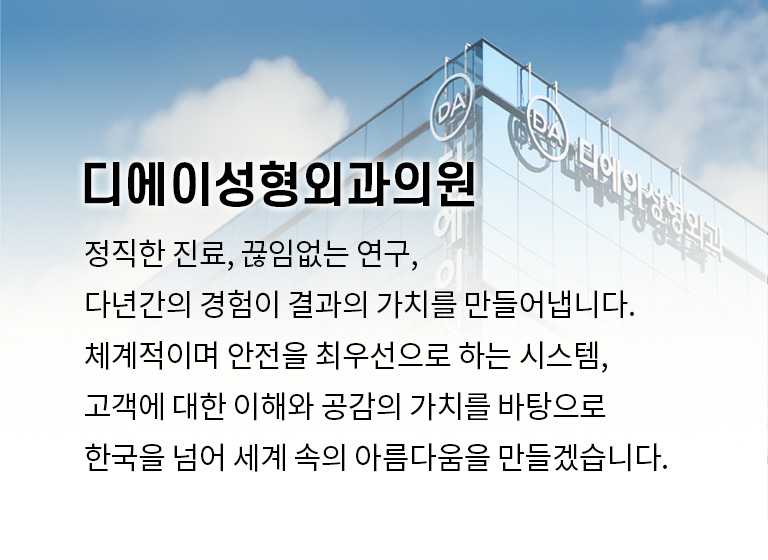 DA
DA 디에이성형외과
디에이
디에이성형외과의원
정직한 진료, 끊임없는 연구,
다년간의 경험이 결과의 가치를 만들어냅니다.
체계적이며 안전을 최우선으로 하는 시스템,
고객에 대한 이해와 공감의 가치를 바탕으로
한국을 넘어 세계 속의 아름다움을 만들겠습니다.